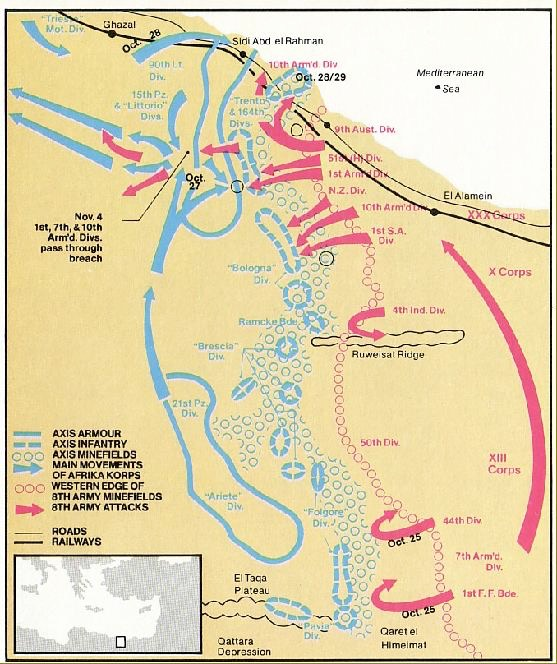 "Trieste"
Mot. Div.
Ghazal
Oct. 28
Sidi Abd el Rahman
90th Lt.
Div.
10th Arm'd. Div
Oct. 28/29
Mediterranean
Sea
15th Pz.
& "Littorio"
Divs.
"Trento"
& 164th
Divs.
9th Aust. Div.
51st (H) Div.
1st Arm'd Div.
N.Z. Div.
Oct.
27
10th Arm'd Div.
El Alamein
XXX Corps
1st S.A.
Div
Nov. 4
1st, 7th, & 10th
Arm'd. Divs.
pass through
breach
"Bologna"
Div.
X Corps
Ramcke Bde.
4th Ind. Div.
"Brescia"
Div.
Ruweisat Ridge
21st Pz.
Div.
AXIS ARMOUR
AXIS INFANTRY
AXIS MINEFIELDS
MAIN MOVEMENTS
OF AFRIKA KORPS
WESTERN EDGE OF
8TH ARMY MINEFIELDS
8TH ARMY ATTACKS
ROADS
RAILWAYS
50th Div.
XIII
Corps
"Ariete" Div.
"Folgore"
Div.
44th Div
Oct. 25
7th Arm'd.
Div.
El Taqa
Plateau
1st F.F. Bde.
Oct. 25
"Pavia"
Div.
Qattara
Depression
Qaret el
Himeimat